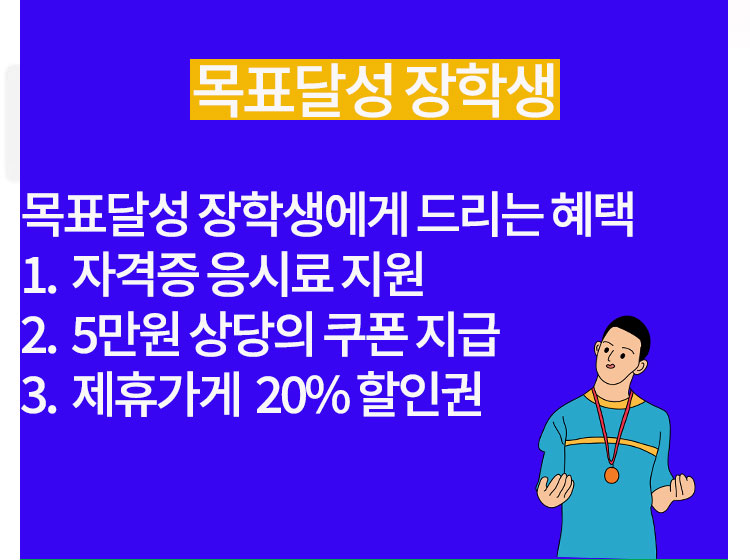 목표달성 장학생
목표달성 장학생에게 드리는 혜택
1. 자격증 응시료 지원
2. 5만원 상당의 쿠폰 지급
3. 제휴가게 20% 할인권